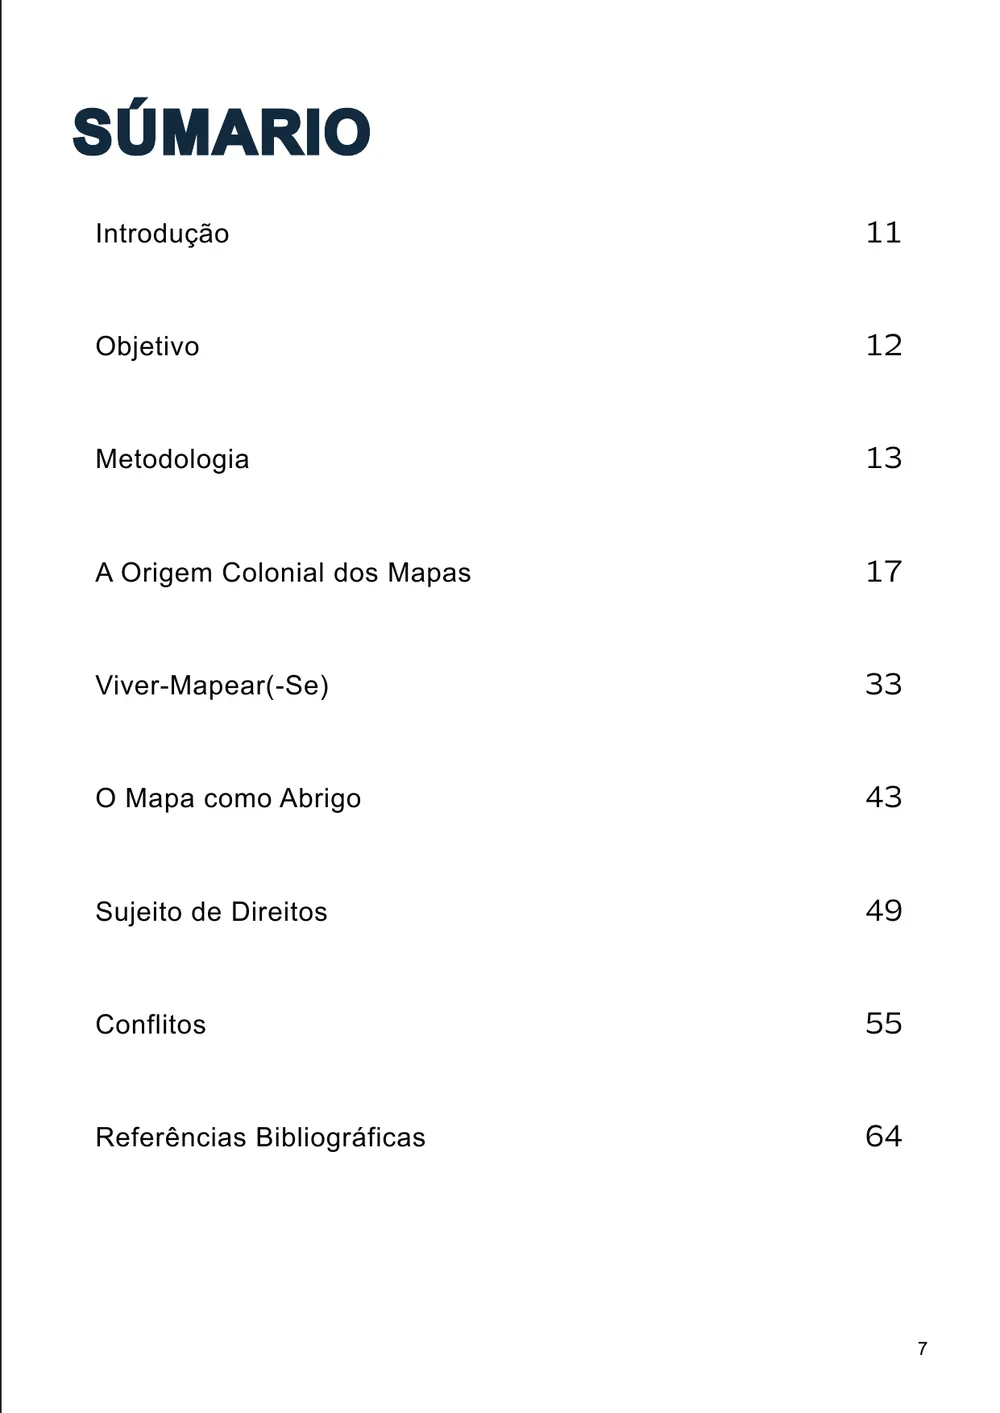 SÚMARIO
Introdução 11
Objetivo 12
Metodologia 13
A Origem Colonial dos Mapas 17
Viver-Mapear(-Se) 33
O Mapa como Abrigo 43
Sujeito de Direitos 49
Conflitos 55
Referências Bibliográficas 64
7